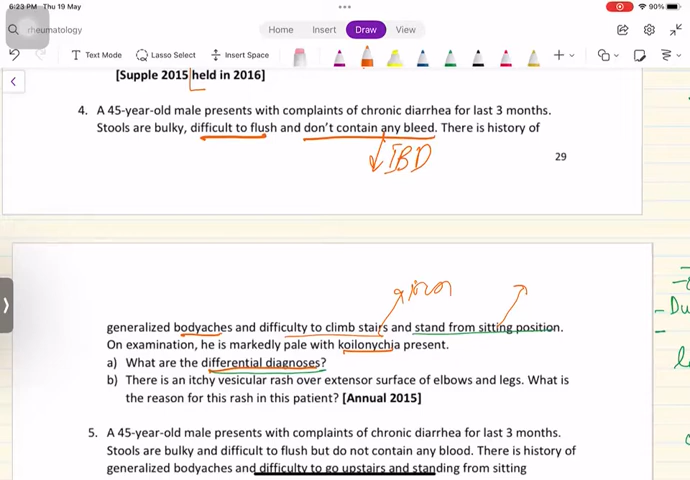 6:23 PM Thu 19 May
90%
rheumatology
Home Insert Draw View
Text Mode Lasso Select Insert Space
[Supple 2015 held in 2016]
4. A 45-year-old male presents with complaints of chronic diarrhea for last 3 months.
Stools are bulky, difficult to flush and don't contain any bleed. There is history of
↓ IBD
29
iron
generalized bodyaches and difficulty to climb stairs and stand from sitting position.
On examination, he is markedly pale with koilonychia present.
a) What are the differential diagnoses?
b) There is an itchy vesicular rash over extensor surface of elbows and legs. What is
the reason for this rash in this patient? [Annual 2015]
- Du
5. A 45-year-old male presents with complaints of chronic diarrhea for last 3 months.
Stools are bulky and difficult to flush but do not contain any blood. There is history of
generalized bodyaches and difficulty to go upstairs and standing from sitting